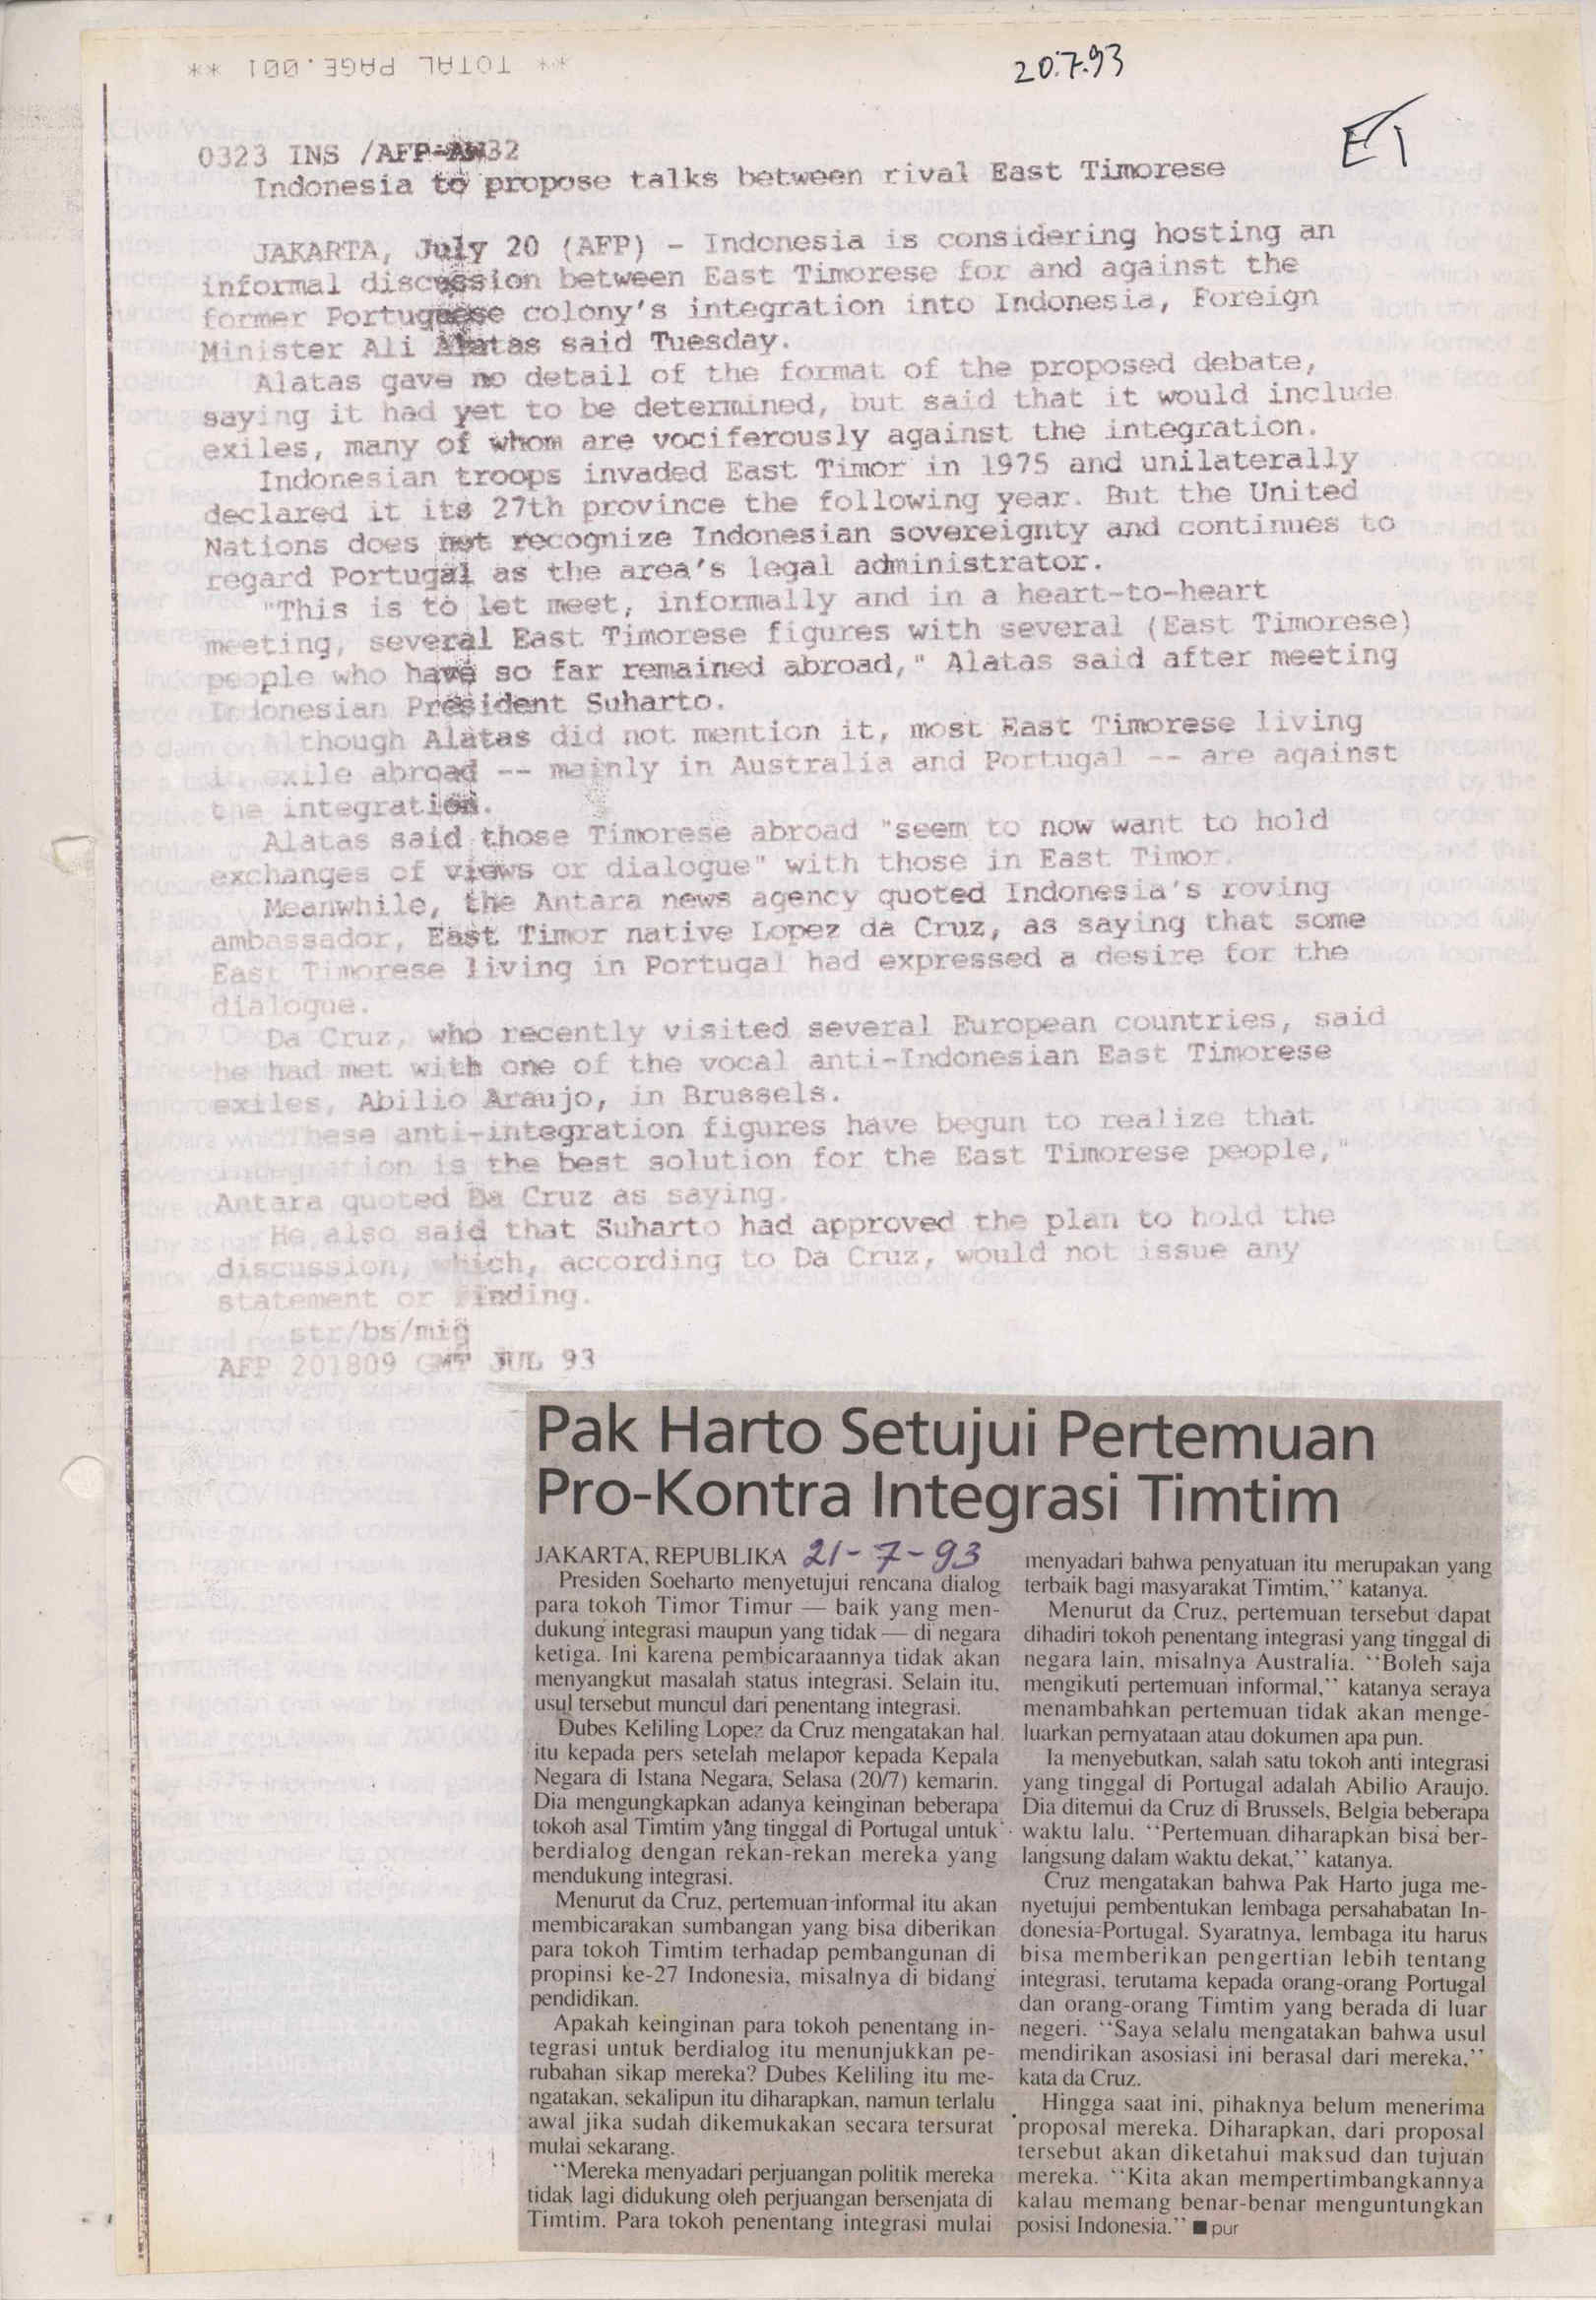 ** TOTAL PAGE.001 **
20.7.93
ET
0323 INS /AFP-AW32
Indonesia to propose talks between rival East Timorese
JAKARTA, July 20 (AFP) - Indonesia is considering hosting an
informal discussion between East Timorese for and against the
former Portuguese colony's integration into Indonesia, Foreign
Minister Ali Alatas said Tuesday.
Alatas gave no detail of the format of the proposed debate,
saying it had yet to be determined, but said that it would include
exiles, many of whom are vociferously against the integration.
Indonesian troops invaded East Timor in 1975 and unilaterally
declared it its 27th province the following year. But the United
Nations does not recognize Indonesian sovereignty and continues to
regard Portugal as the area's legal administrator.
"This is to let meet, informally and in a heart-to-heart
meeting, several East Timorese figures with several (East Timorese)
people who have so far remained abroad," Alatas said after meeting
Indonesian President Suharto.
Although Alatas did not mention it, most East Timorese living
in exile abroad -- mainly in Australia and Portugal -- are against
the integration.
Alatas said those Timorese abroad "seem to now want to hold
exchanges of views or dialogue" with those in East Timor.
Meanwhile, the Antara news agency quoted Indonesia's roving
ambassador, East Timor native Lopez da Cruz, as saying that some
East Timorese living in Portugal had expressed a desire for the
dialogue.
Da Cruz, who recently visited several European countries, said
he had met with one of the vocal anti-Indonesian East Timorese
exiles, Abilio Araujo, in Brussels.
"These anti-integration figures have begun to realize that
integration is the best solution for the East Timorese people,"
Antara quoted Da Cruz as saying.
He also said that Suharto had approved the plan to hold the
discussion, which, according to Da Cruz, would not issue any
statement or finding.
str/bs/mig
AFP 201809 GMT JUL 93
Pak Harto Setujui Pertemuan
Pro-Kontra Integrasi Timtim
JAKARTA, REPUBLIKA 21-7-93
Presiden Soeharto menyetujui rencana dialog
para tokoh Timor Timur — baik yang men-
dukung integrasi maupun yang tidak — di negara
ketiga. Ini karena pembicaraannya tidak akan
menyangkut masalah status integrasi. Selain itu,
usul tersebut muncul dari penentang integrasi.
Dubes Keliling Lopez da Cruz mengatakan hal
itu kepada pers setelah melapor kepada Kepala
Negara di Istana Negara, Selasa (20/7) kemarin.
Dia mengungkapkan adanya keinginan beberapa
tokoh asal Timtim yang tinggal di Portugal untuk
berdialog dengan rekan-rekan mereka yang
mendukung integrasi.
Menurut da Cruz, pertemuan informal itu akan
membicarakan sumbangan yang bisa diberikan
para tokoh Timtim terhadap pembangunan di
propinsi ke-27 Indonesia, misalnya di bidang
pendidikan.
Apakah keinginan para tokoh penentang in-
tegrasi untuk berdialog itu menunjukkan pe-
rubahan sikap mereka? Dubes Keliling itu me-
ngatakan, sekalipun itu diharapkan, namun terlalu
awal jika sudah dikemukakan secara tersurat
mulai sekarang.
"Mereka menyadari perjuangan politik mereka
tidak lagi didukung oleh perjuangan bersenjata di
Timtim. Para tokoh penentang integrasi mulai
menyadari bahwa penyatuan itu merupakan yang
terbaik bagi masyarakat Timtim," katanya.
Menurut da Cruz, pertemuan tersebut dapat
dihadiri tokoh penentang integrasi yang tinggal di
negara lain, misalnya Australia. "Boleh saja
mengikuti pertemuan informal," katanya seraya
menambahkan pertemuan tidak akan menge-
luarkan pernyataan atau dokumen apa pun.
Ia menyebutkan, salah satu tokoh anti integrasi
yang tinggal di Portugal adalah Abilio Araujo.
Dia ditemui da Cruz di Brussels, Belgia beberapa
waktu lalu. "Pertemuan diharapkan bisa ber-
langsung dalam waktu dekat," katanya.
Cruz mengatakan bahwa Pak Harto juga me-
nyetujui pembentukan lembaga persahabatan In-
donesia-Portugal. Syaratnya, lembaga itu harus
bisa memberikan pengertian lebih tentang
integrasi, terutama kepada orang-orang Portugal
dan orang-orang Timtim yang berada di luar
negeri. "Saya selalu mengatakan bahwa usul
mendirikan asosiasi ini berasal dari mereka,"
kata da Cruz.
Hingga saat ini, pihaknya belum menerima
proposal mereka. Diharapkan, dari proposal
tersebut akan diketahui maksud dan tujuan
mereka. "Kita akan mempertimbangkannya
kalau memang benar-benar menguntungkan
posisi Indonesia." ■ pur